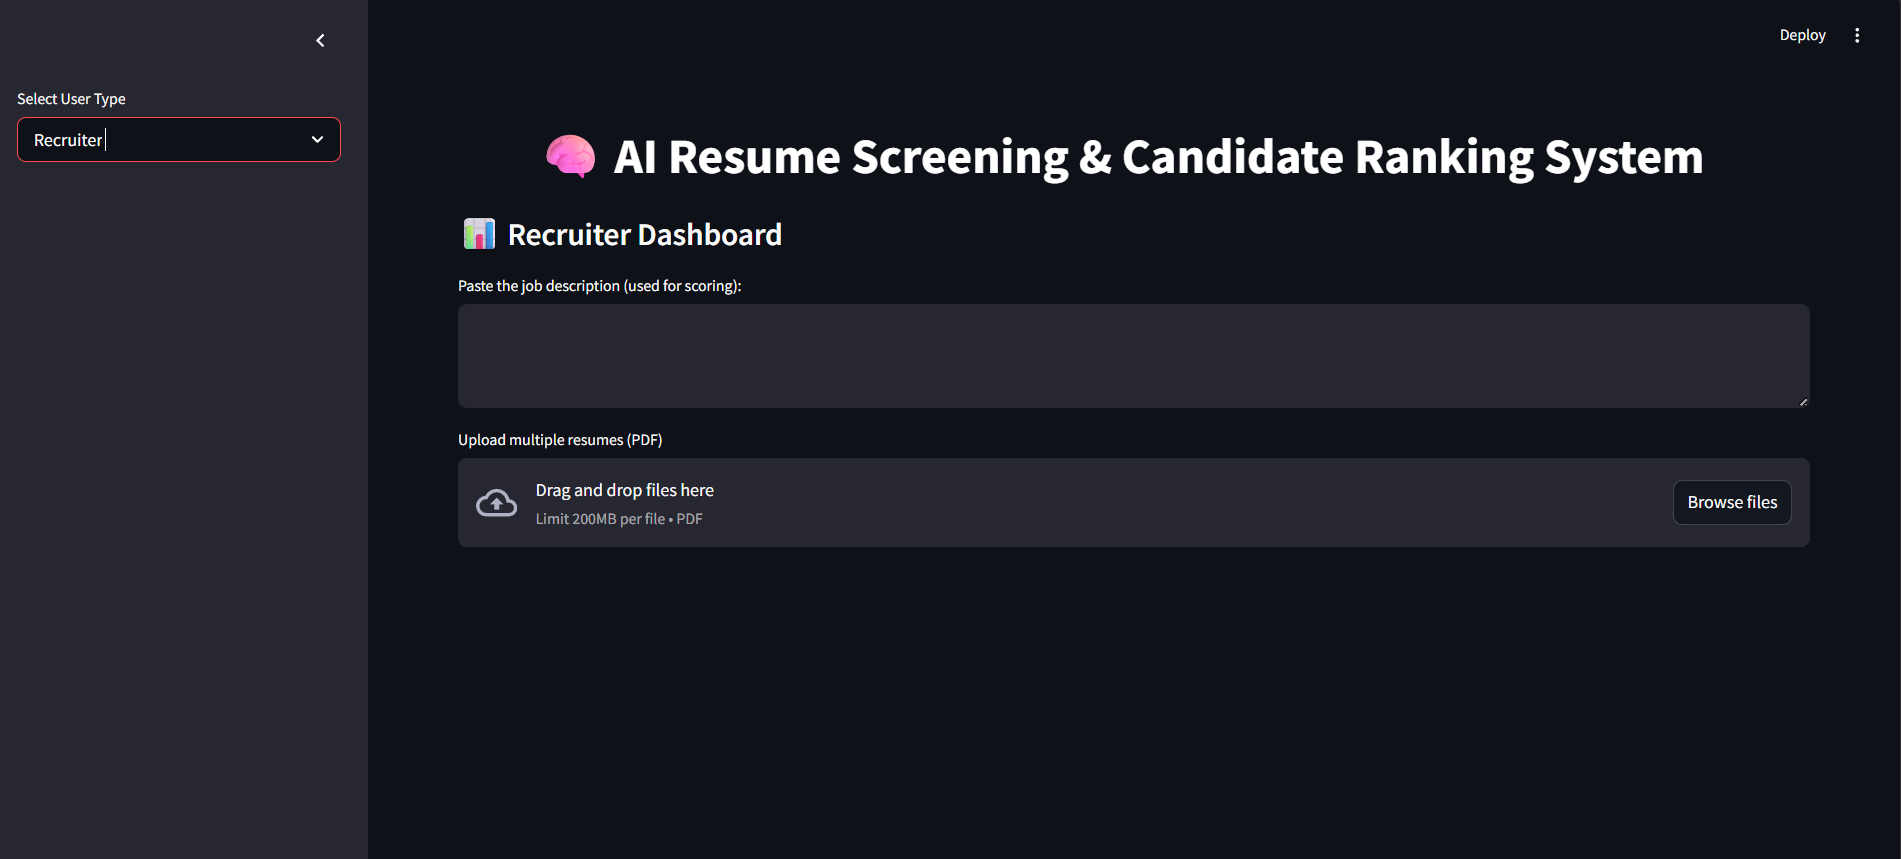 Deploy
Select User Type
Recruiter
🧠 AI Resume Screening & Candidate Ranking System
📊 Recruiter Dashboard
Paste the job description (used for scoring):
Upload multiple resumes (PDF)
Drag and drop files here
Limit 200MB per file • PDF
Browse files